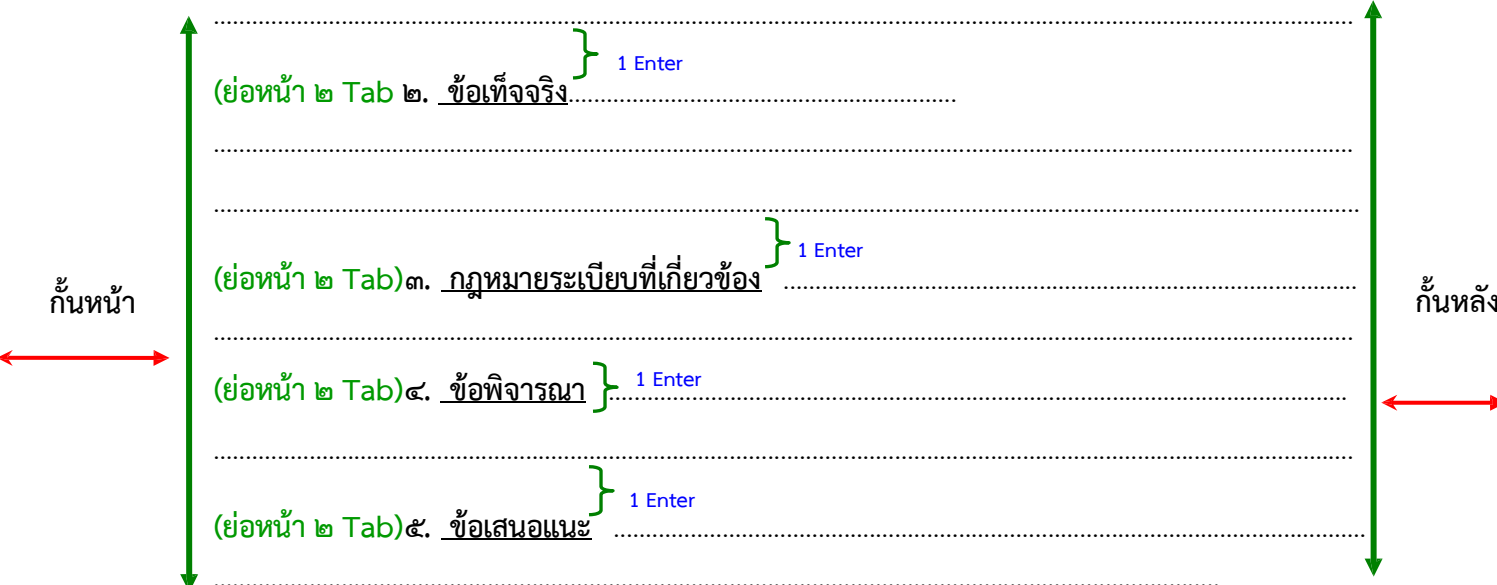 1 Enter
(ย่อหน้า ๒ Tab ๒. ข้อเท็จจริง..............................................................
....................................................................................................
....................................................................................................
1 Enter
(ย่อหน้า ๒ Tab)๓. กฎหมายระเบียบที่เกี่ยวข้อง ....................................................
กั้นหน้า
กั้นหลัง
....................................................................................................
(ย่อหน้า ๒ Tab)๔. ข้อพิจารณา 1 Enter ....................................................
....................................................................................................
1 Enter
(ย่อหน้า ๒ Tab)๕. ข้อเสนอแนะ ....................................................
....................................................................................................